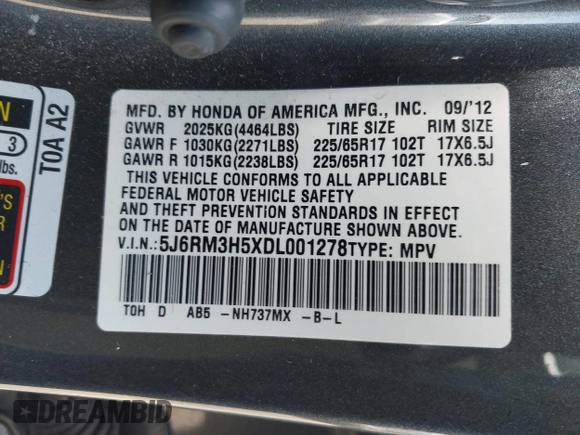 MFD. BY HONDA OF AMERICA MFG., INC. 09/'12
GVWR 2025KG(4464LBS) TIRE SIZE RIM SIZE
GAWR F 1030KG(2271LBS) 225/65R17 102T 17X6.5J
GAWR R 1015KG(2238LBS) 225/65R17 102T 17X6.5J
THIS VEHICLE CONFORMS TO ALL APPLICABLE
FEDERAL MOTOR VEHICLE SAFETY
AND THEFT PREVENTION STANDARDS IN EFFECT
ON THE DATE OF MANUFACTURE SHOWN ABOVE.
V.I.N.:5J6RM3H5XDL001278TYPE: MPV
TOH D AB5 -NH737MX -B-L
T0A A2
3
lbs.
DREAMBID